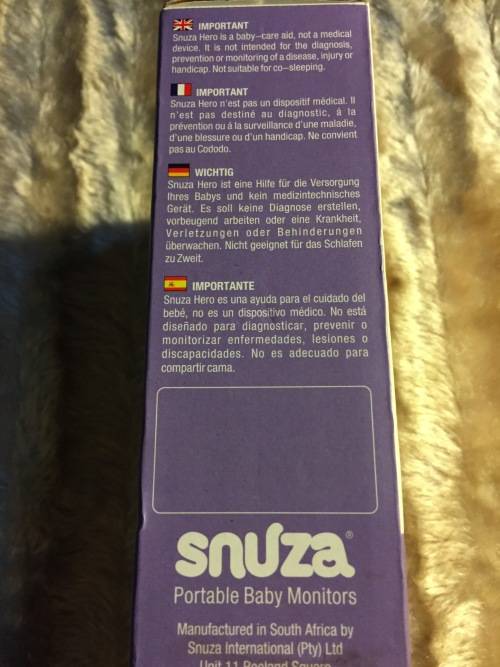 IMPORTANT
Snuza Hero is a baby–care aid, not a medical
device. It is not intended for the diagnosis,
prevention or monitoring of a disease, injury or
handicap. Not suitable for co–sleeping.
IMPORTANT
Snuza Hero n'est pas un dispositif médical. Il
n'est pas destiné au diagnostic, á la
prévention ou á la surveillance d'une maladie,
d'une blessure ou d'un handicap. Ne convient
pas au Cododo.
WICHTIG
Snuza Hero ist eine Hilfe für die Versorgung
Ihres Babys und kein medizintechnisches
Gerät. Es soll keine Diagnose erstellen,
vorbeugend arbeiten oder eine Krankheit,
Verletzungen oder Behinderungen
überwachen. Nicht geeignet für das Schlafen
zu Zweit.
IMPORTANTE
Snuza Hero es una ayuda para el cuidado del
bebé, no es un dispositivo médico. No está
diseñado para diagnosticar, prevenir o
monitorizar enfermedades, lesiones o
discapacidades. No es adecuado para
compartir cama.
snuza®
Portable Baby Monitors
Manufactured in South Africa by
Snuza International (Pty) Ltd
Unit 11 Square